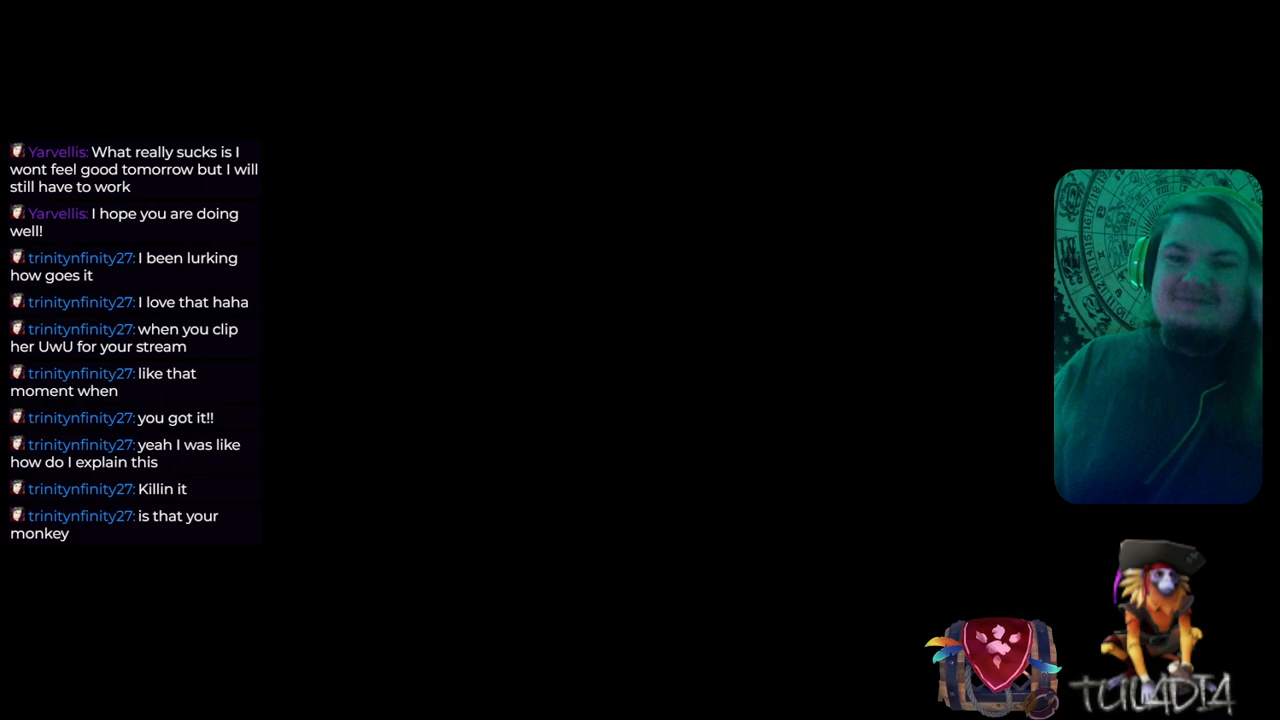 Yarvellis: What really sucks is I
wont feel good tomorrow but I will
still have to work
Yarvellis: I hope you are doing
well!
trinitynfinity27: I been lurking
how goes it
trinitynfinity27: I love that haha
trinitynfinity27: when you clip
her UwU for your stream
trinitynfinity27: like that
moment when
trinitynfinity27: you got it!!
trinitynfinity27: yeah I was like
how do I explain this
trinitynfinity27: Killin it
trinitynfinity27: is that your
monkey